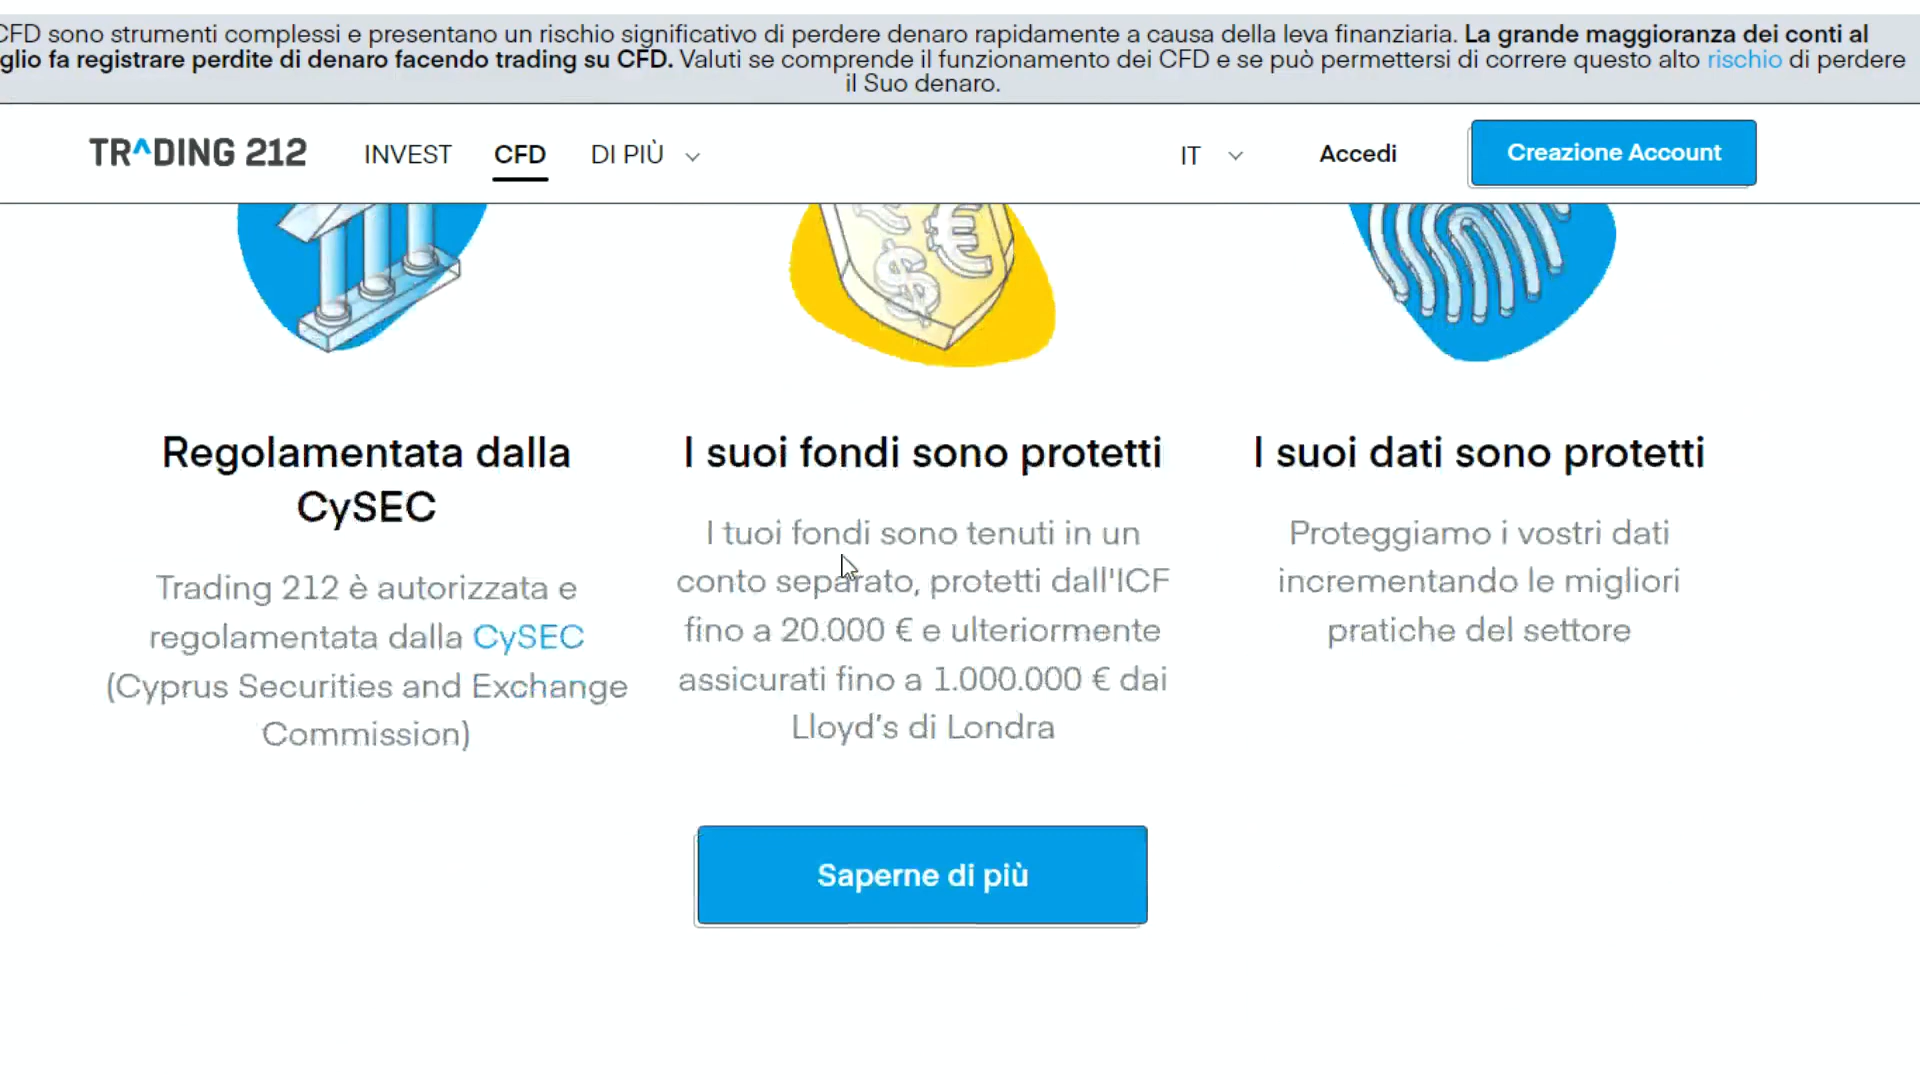 CFD sono strumenti complessi e presentano un rischio significativo di perdere denaro rapidamente a causa della leva finanziaria. La grande maggioranza dei conti al
glio fa registrare perdite di denaro facendo trading su CFD. Valuti se comprende il funzionamento dei CFD e se può permettersi di correre questo alto rischio di perdere
il Suo denaro.
TRADING 212
INVEST
CFD
DI PIÙ
IT
Accedi
Creazione Account
Regolamentata dalla
CySEC
Trading 212 è autorizzata e
regolamentata dalla CySEC
(Cyprus Securities and Exchange
Commission)
I suoi fondi sono protetti
I tuoi fondi sono tenuti in un
conto separato, protetti dall'ICF
fino a 20.000 € e ulteriormente
assicurati fino a 1.000.000 € dai
Lloyd's di Londra
I suoi dati sono protetti
Proteggiamo i vostri dati
incrementando le migliori
pratiche del settore
Saperne di più